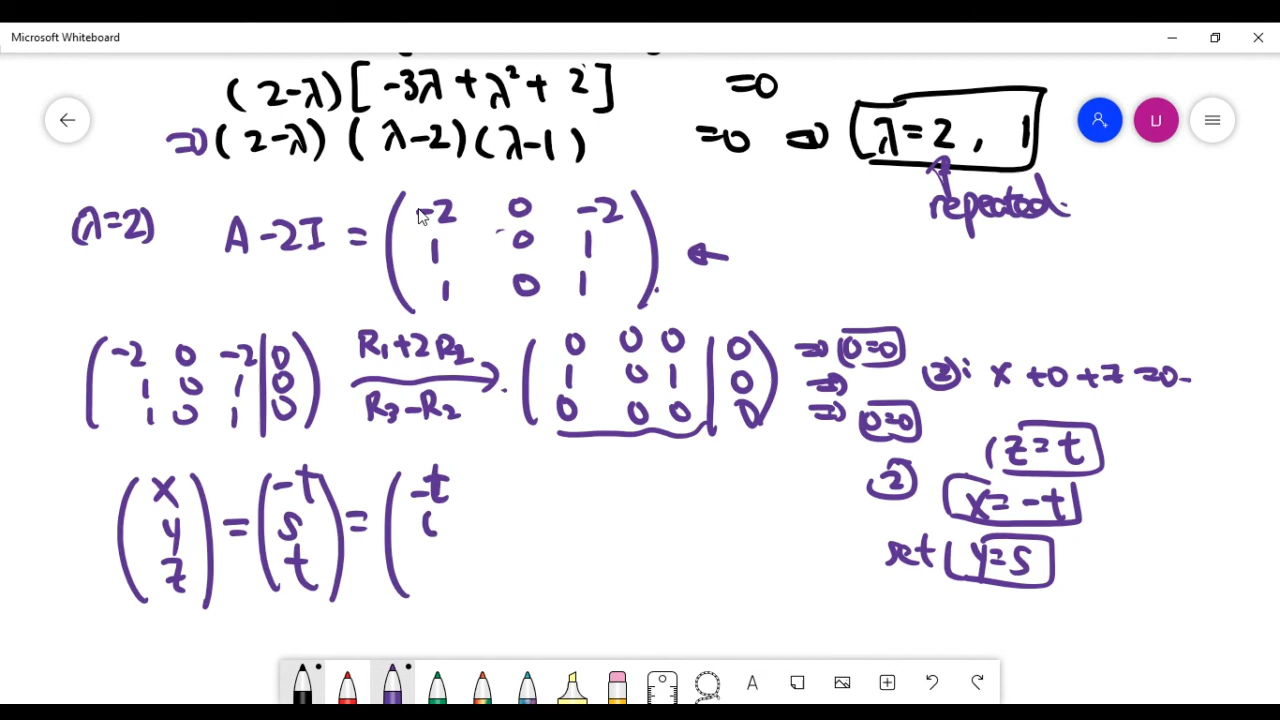 Microsoft Whiteboard
(2-λ)[-3λ+λ²+2] =0
⇒(2-λ)(λ-2)(λ-1) =0 ⇒ λ=2, 1
repeated.
(λ=2) A-2I = (-2 0 -2
1 0 1
1 0 1).
(-2 0 -2 | 0
1 0 1 | 0
1 0 1 | 0)
R₁+2R₂
R₃-R₂
(0 0 0 | 0
1 0 1 | 0
0 0 0 | 0)
⇒ 0=0
⇒
⇒ 0=0
②: x+0+z=0
(z=t
② x=-t
set y=s
(x
y
z) = (-t
s
t) = (-t
U
A